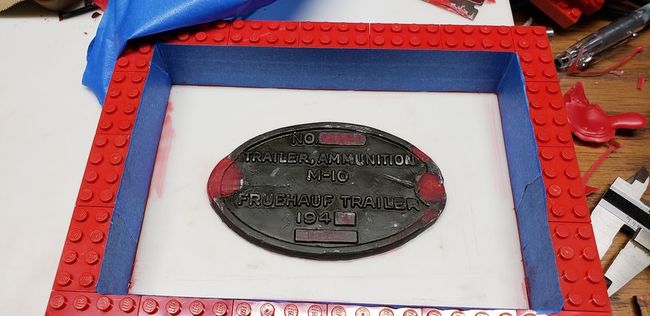 NO.
TRAILER, AMMUNITION
M-10
FRUEHAUF TRAILER
194